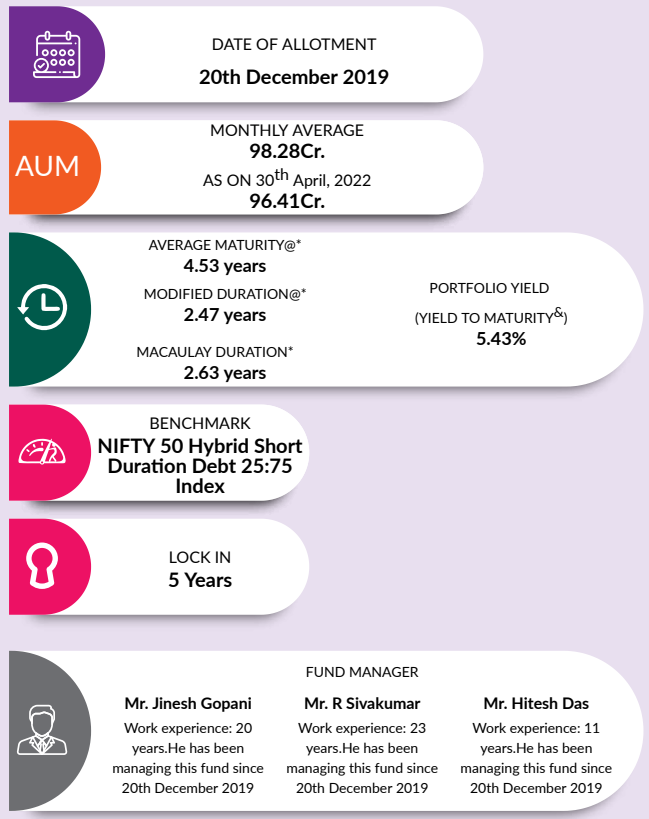 DATE OF ALLOTMENT
20th December 2019
AUM
MONTHLY AVERAGE
98.28Cr.
AS ON 30th April, 2022
96.41Cr.
AVERAGE MATURITY@*
4.53 years
MODIFIED DURATION@*
2.47 years
MACAULAY DURATION*
2.63 years
PORTFOLIO YIELD
(YIELD TO MATURITY&)
5.43%
BENCHMARK
NIFTY 50 Hybrid Short
Duration Debt 25:75
Index
LOCK IN
5 Years
FUND MANAGER
Mr. Jinesh Gopani
Work experience: 20
years.He has been
managing this fund since
20th December 2019
Mr. R Sivakumar
Work experience: 23
years.He has been
managing this fund since
20th December 2019
Mr. Hitesh Das
Work experience: 11
years.He has been
managing this fund since
20th December 2019